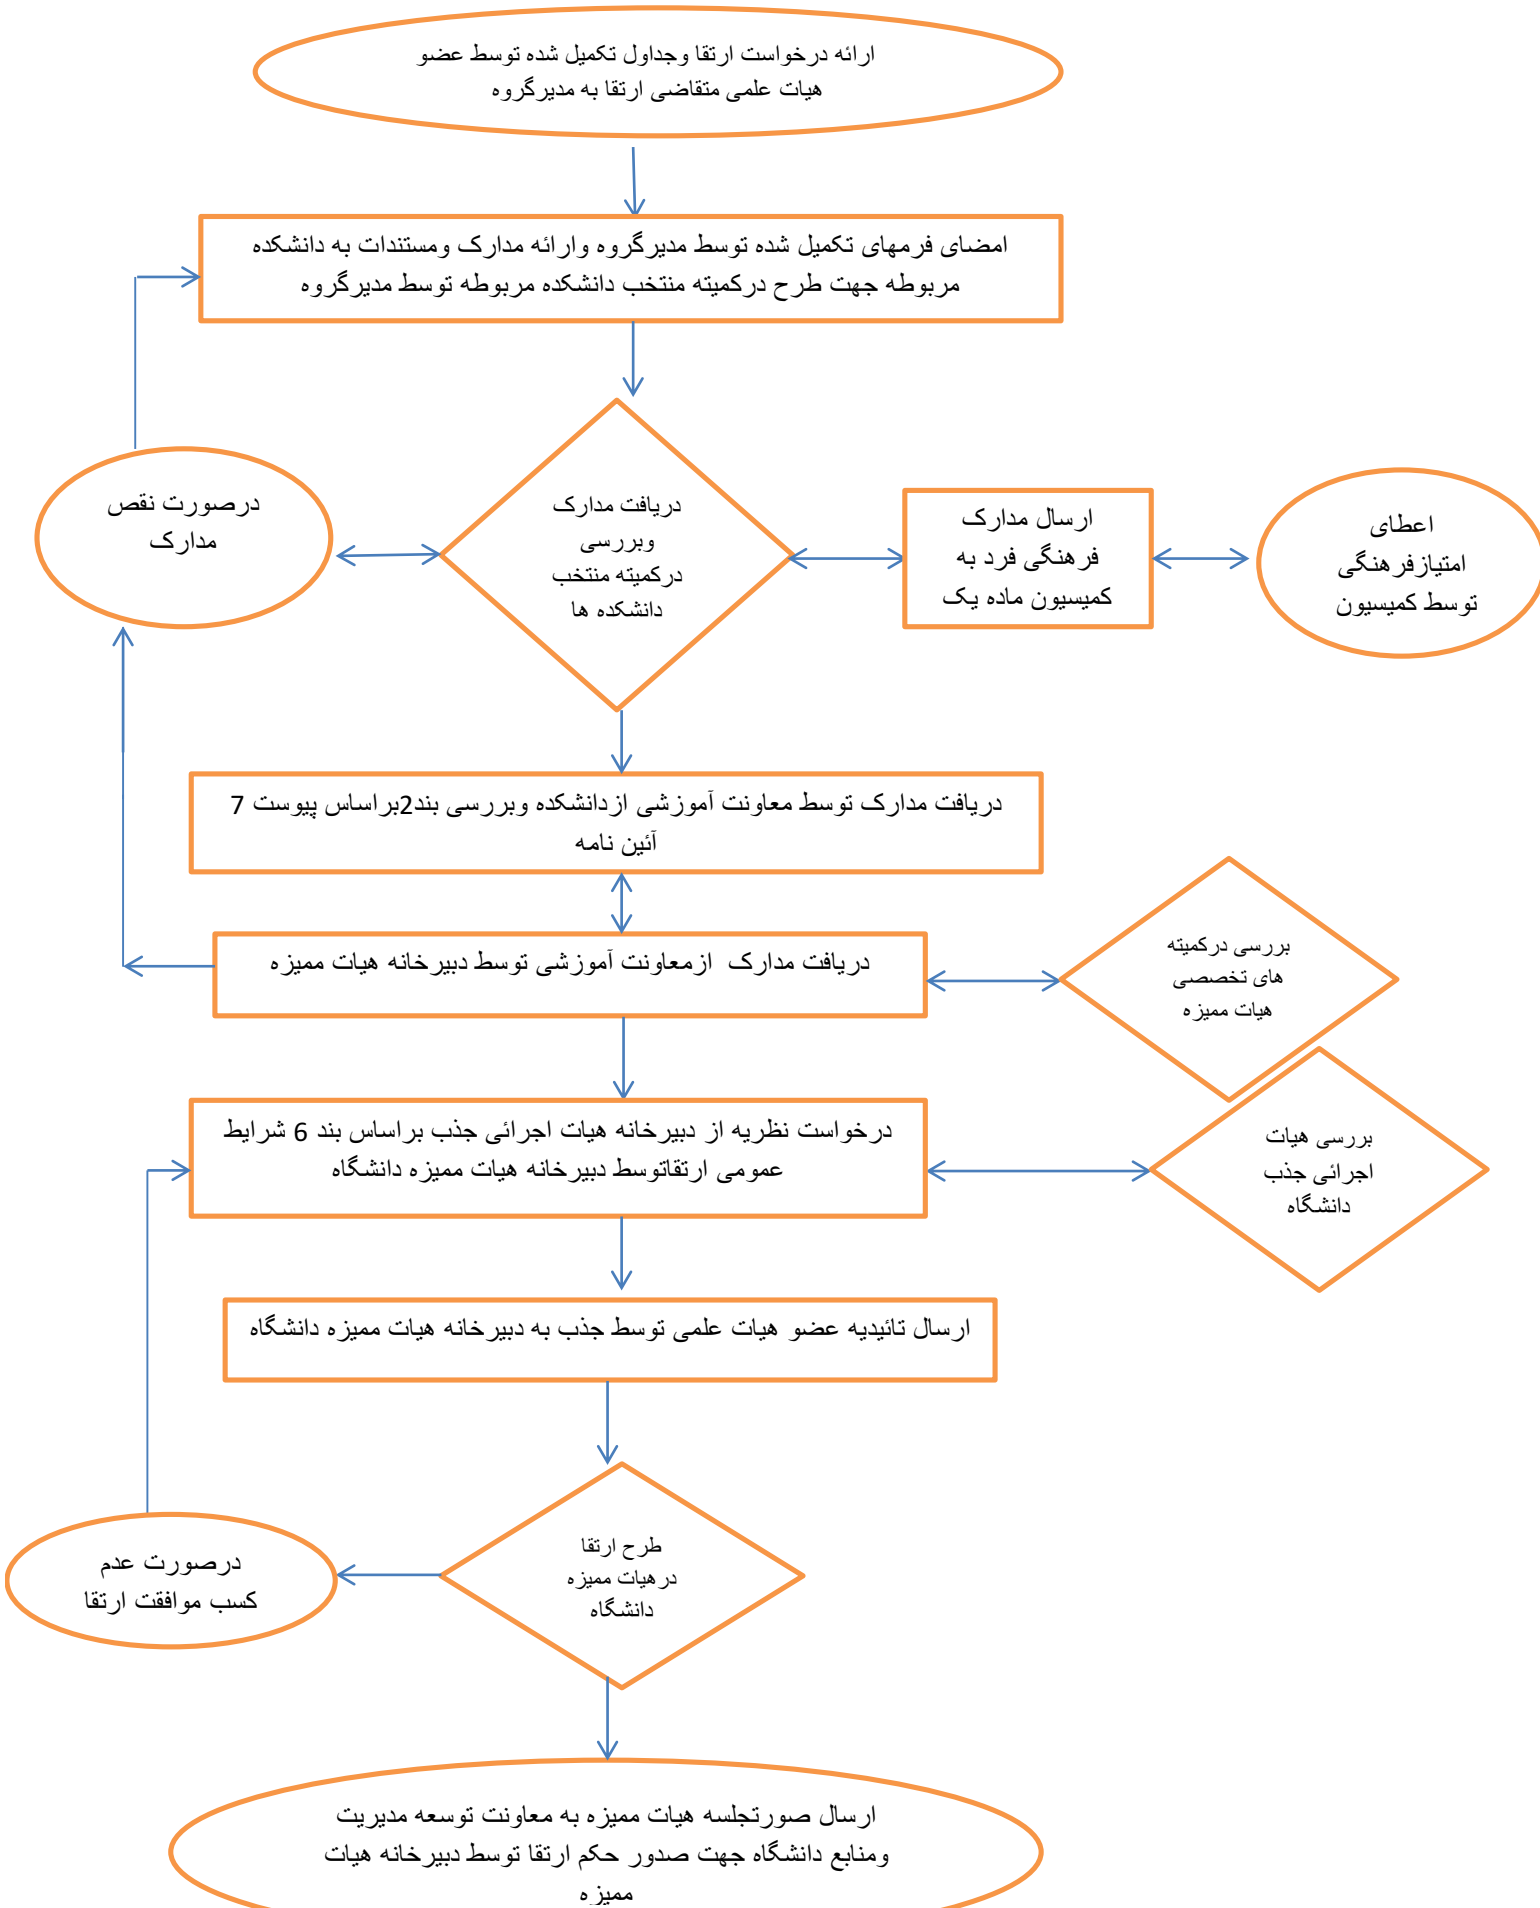 ارائه درخواست ارتقا وجداول تکمیل شده توسط عضو
هیات علمی متقاضی ارتقا به مدیرگروه
امضای فرمهای تکمیل شده توسط مدیرگروه وارائه مدارک ومستندات به دانشکده
مربوطه جهت طرح درکمیته منتخب دانشکده مربوطه توسط مدیرگروه
درصورت نقص
مدارک
دریافت مدارک
وبررسی
درکمیته منتخب
دانشکده ها
ارسال مدارک
فرهنگی فرد به
کمیسیون ماده یک
اعطای
امتیازفرهنگی
توسط کمیسیون
دریافت مدارک توسط معاونت آموزشی ازدانشکده وبررسی بند2براساس پیوست 7
آئین نامه
دریافت مدارک ازمعاونت آموزشی توسط دبیرخانه هیات ممیزه
بررسی درکمیته
های تخصصی
هیات ممیزه
درخواست نظریه از دبیرخانه هیات اجرائی جذب براساس بند 6 شرایط
عمومی ارتقاتوسط دبیرخانه هیات ممیزه دانشگاه
بررسی هیات
اجرائی جذب
دانشگاه
ارسال تائیدیه عضو هیات علمی توسط جذب به دبیرخانه هیات ممیزه دانشگاه
طرح ارتقا
درهیات ممیزه
دانشگاه
درصورت عدم
کسب موافقت ارتقا
ارسال صورتجلسه هیات ممیزه به معاونت توسعه مدیریت
ومنابع دانشگاه جهت صدور حکم ارتقا توسط دبیرخانه هیات
ممیزه